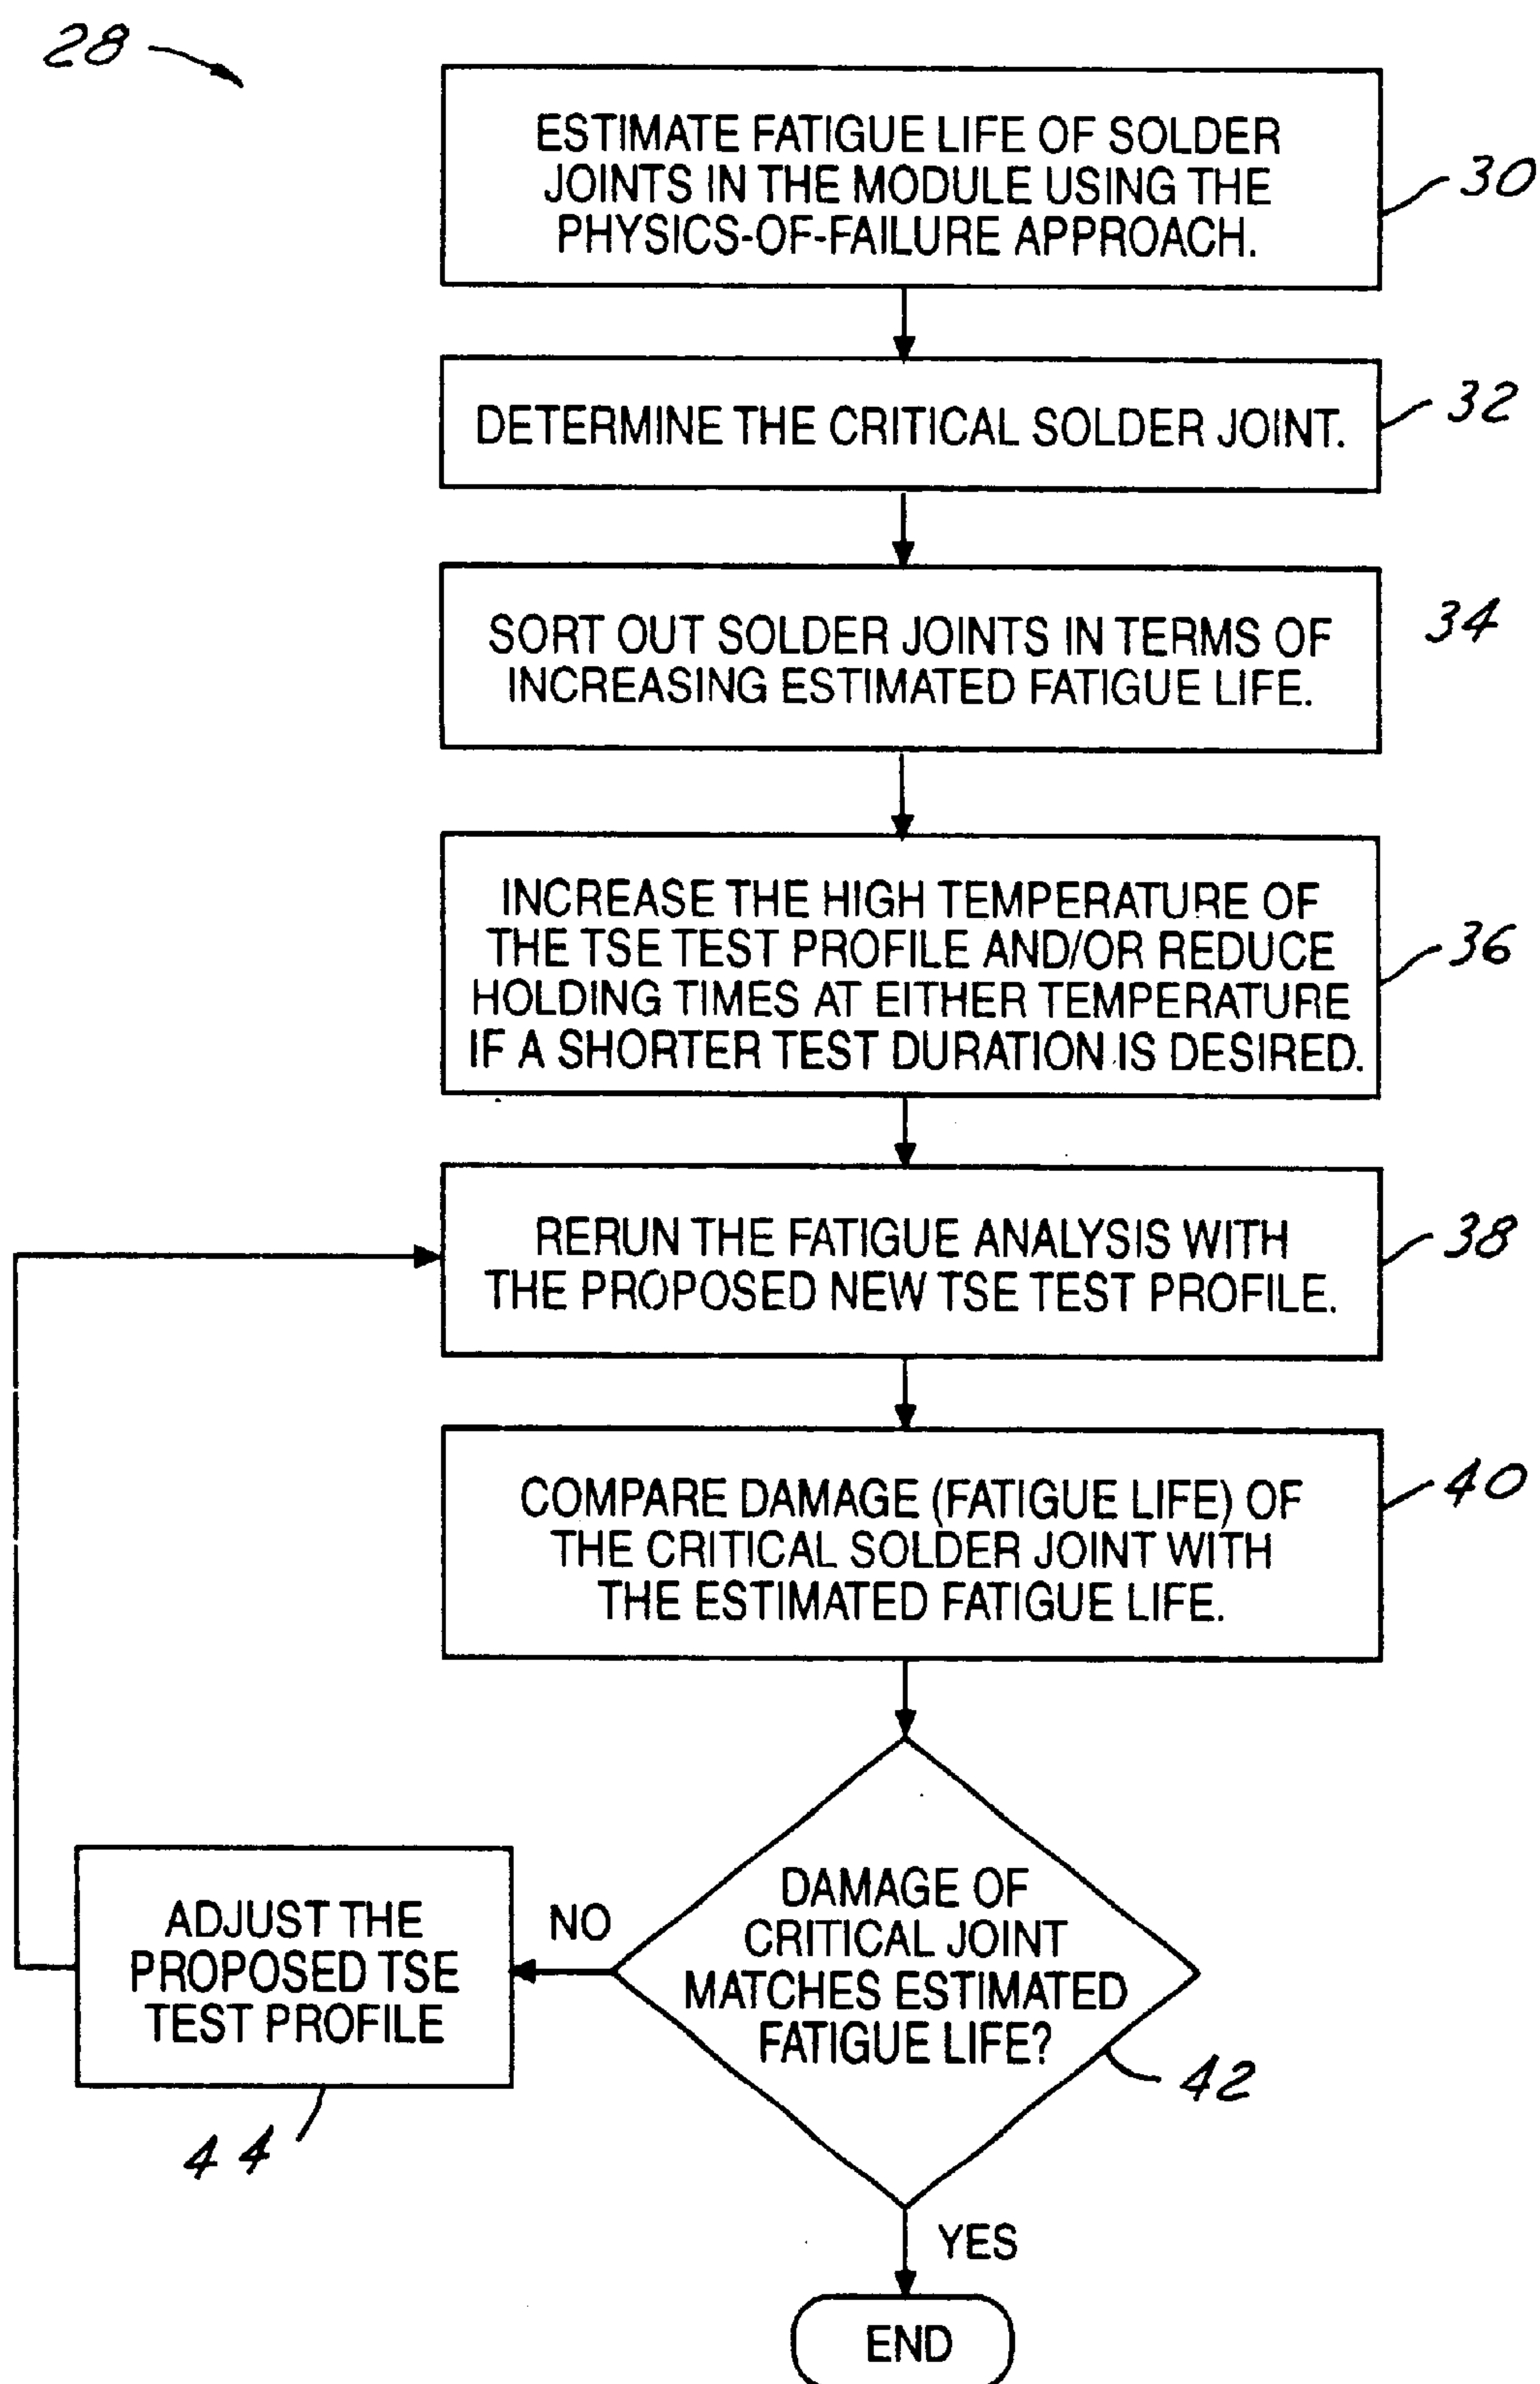 28
ESTIMATE FATIGUE LIFE OF SOLDER
JOINTS IN THE MODULE USING THE
PHYSICS-OF-FAILURE APPROACH.
30
DETERMINE THE CRITICAL SOLDER JOINT.
32
SORT OUT SOLDER JOINTS IN TERMS OF
INCREASING ESTIMATED FATIGUE LIFE.
34
INCREASE THE HIGH TEMPERATURE OF
THE TSE TEST PROFILE AND/OR REDUCE
HOLDING TIMES AT EITHER TEMPERATURE
IF A SHORTER TEST DURATION IS DESIRED.
36
RERUN THE FATIGUE ANALYSIS WITH
THE PROPOSED NEW TSE TEST PROFILE.
38
COMPARE DAMAGE (FATIGUE LIFE) OF
THE CRITICAL SOLDER JOINT WITH
THE ESTIMATED FATIGUE LIFE.
40
DAMAGE OF
CRITICAL JOINT
MATCHES ESTIMATED
FATIGUE LIFE?
42
NO
ADJUST THE
PROPOSED TSE
TEST PROFILE
44
YES
END